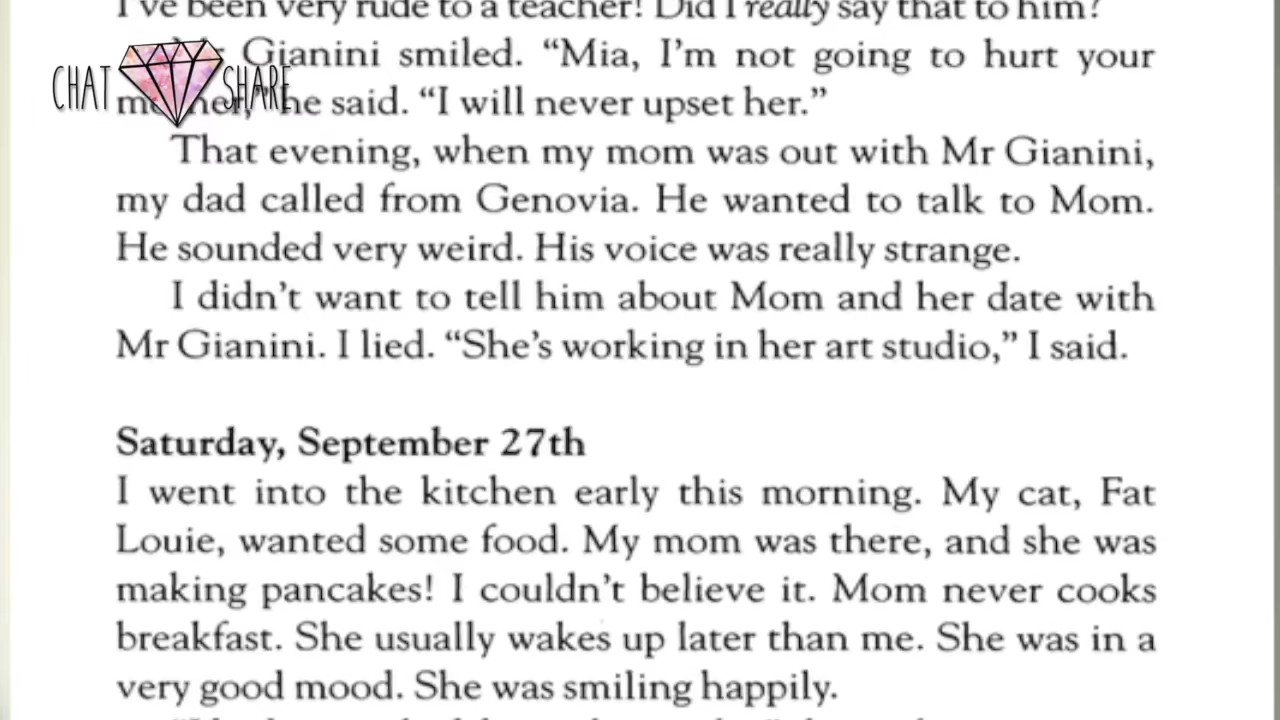 I've been very rude to a teacher! Did I really say that to him?
CHAT SHARE
Mr Gianini smiled. “Mia, I'm not going to hurt your
mother,” he said. “I will never upset her.”
That evening, when my mom was out with Mr Gianini,
my dad called from Genovia. He wanted to talk to Mom.
He sounded very weird. His voice was really strange.
I didn't want to tell him about Mom and her date with
Mr Gianini. I lied. “She's working in her art studio,” I said.
Saturday, September 27th
I went into the kitchen early this morning. My cat, Fat
Louie, wanted some food. My mom was there, and she was
making pancakes! I couldn't believe it. Mom never cooks
breakfast. She usually wakes up later than me. She was in a
very good mood. She was smiling happily.